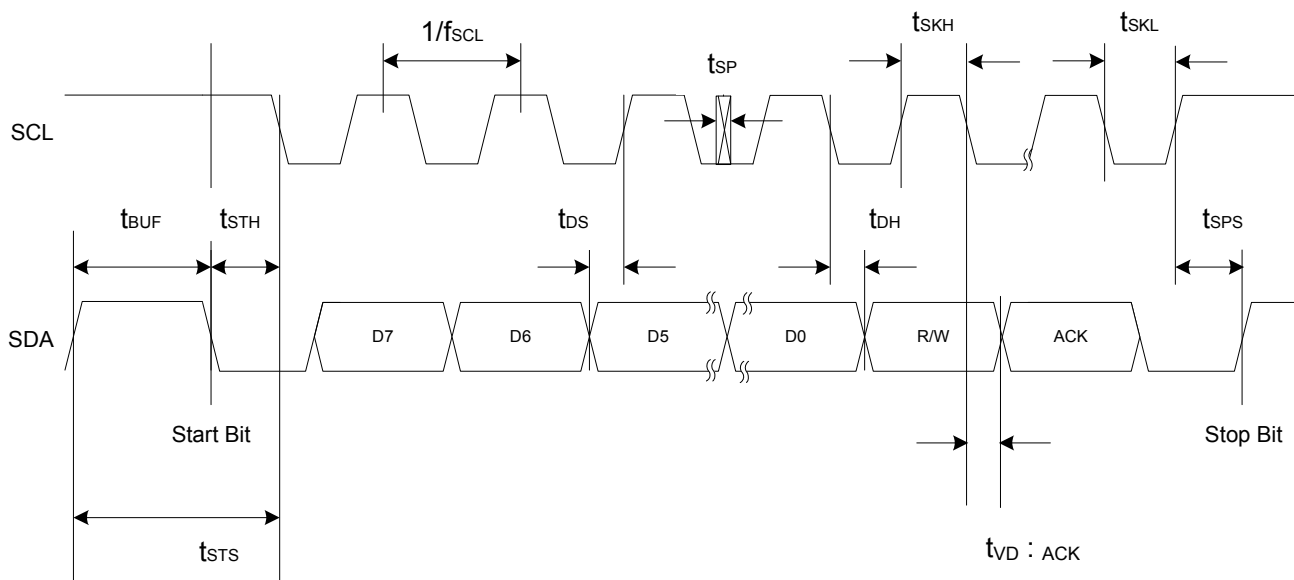 1/fSCL
tSKH
tSKL
tSP
SCL
tBUF
tSTH
tDS
tDH
tSPS
SDA
D7
D6
D5
D0
R/W
ACK
Start Bit
Stop Bit
tSTS
tVD : ACK